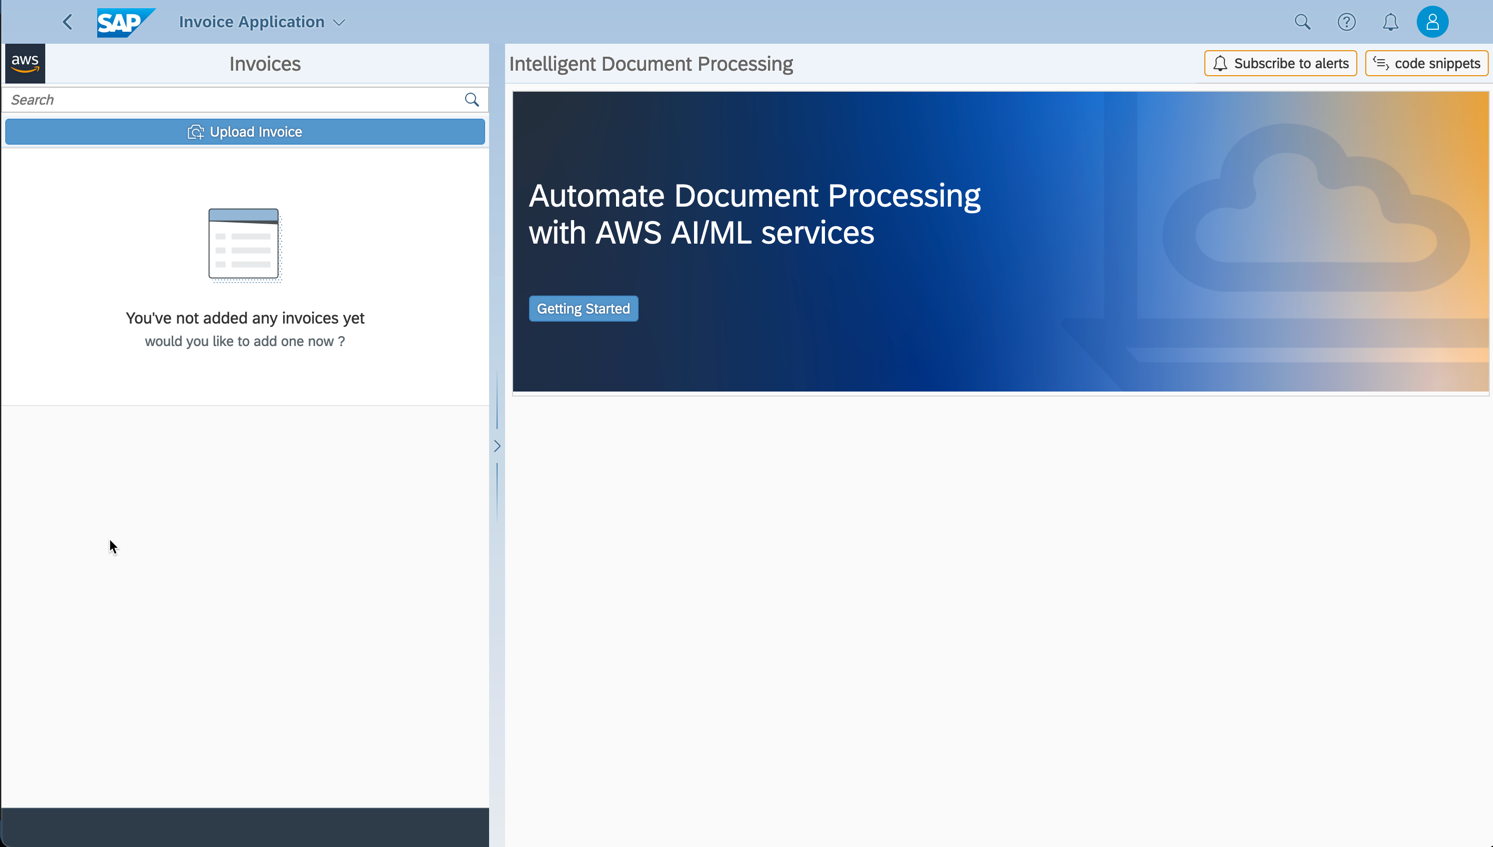 SAP
Invoice Application
aws
Invoices
Search
Upload Invoice
You've not added any invoices yet
would you like to add one now ?
Intelligent Document Processing
Subscribe to alerts
code snippets
Automate Document Processing
with AWS AI/ML services
Getting Started